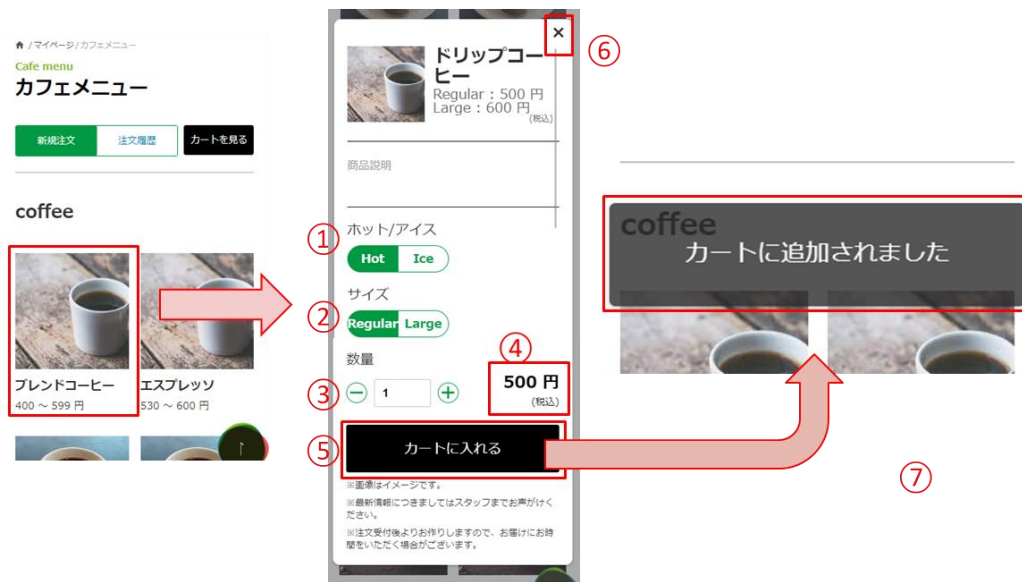 /マイページ/カフェメニュー
Cafe menu
カフェメニュー
新規注文
注文履歴
カートを見る
coffee
ブレンドコーヒー
400 ～ 599 円
エスプレッソ
530 ～ 600 円
↑
×
⑥
ドリップコー
ヒー
Regular : 500 円
Large : 600 円
(税込)
商品説明
①
ホット/アイス
Hot
Ice
サイズ
②
Regular
Large
数量
④
③
1
500 円
(税込)
⑤
カートに入れる
※画像はイメージです。
※最新情報につきましてはスタッフまでお声がけく
ださい。
※注文受付後よりお作りしますので、お届けにお時
間をいただく場合がございます。
coffee
カートに追加されました
⑦